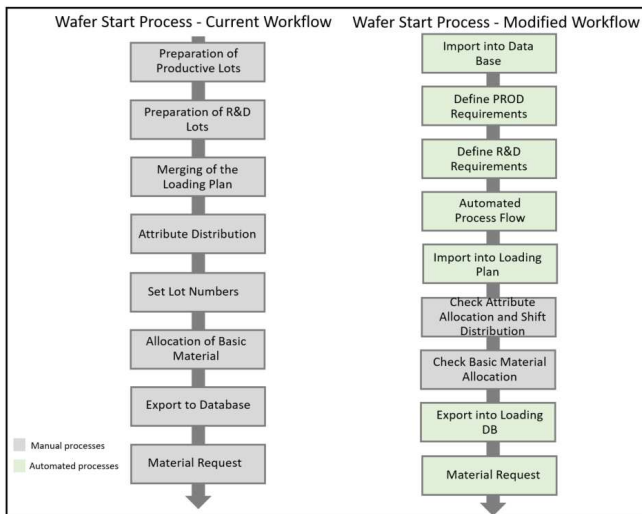 Wafer Start Process - Current Workflow
Preparation of
Productive Lots
Preparation of R&D
Lots
Merging of the
Loading Plan
Attribute Distribution
Set Lot Numbers
Allocation of Basic
Material
Export to Database
Material Request
Manual processes
Automated processes
Wafer Start Process - Modified Workflow
Import into Data
Base
Define PROD
Requirements
Define R&D
Requirements
Automated
Process Flow
Import into Loading
Plan
Check Attribute
Allocation and Shift
Distribution
Check Basic Material
Allocation
Export into Loading
DB
Material Request